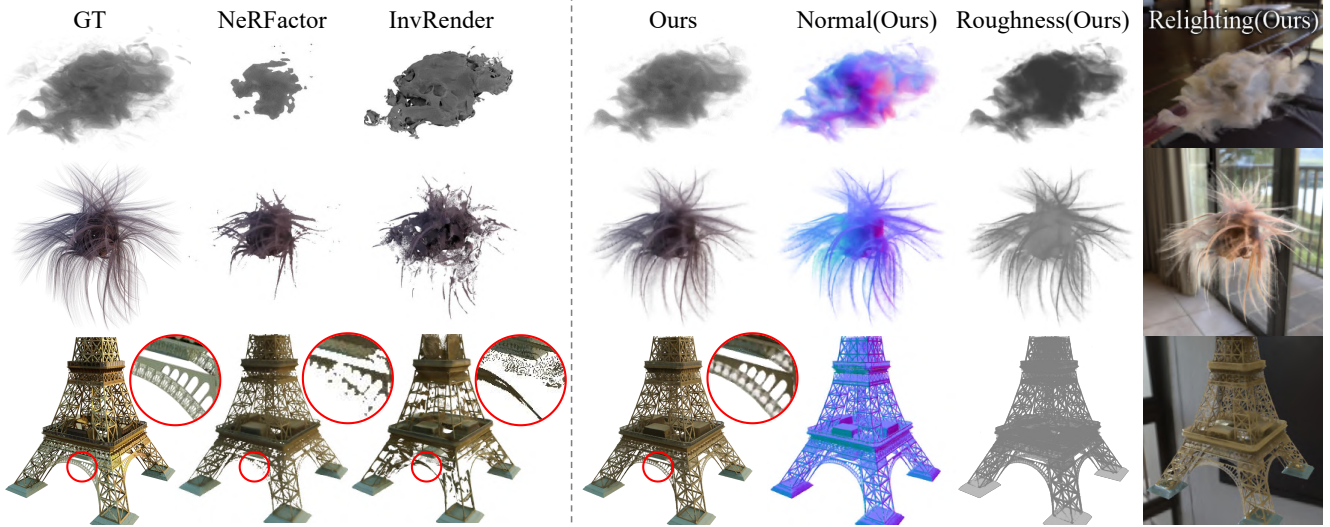 GT
NeRFactor
InvRender
Ours
Normal(Ours)
Roughness(Ours)
Relighting(Ours)